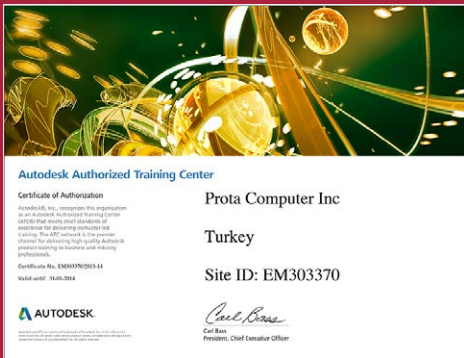 Autodesk Authorized Training Center
Certificate of Authorization
Autodesk®, Inc., recognizes this organization
as an Autodesk Authorized Training Center
(ATC®) that meets strict standards of
excellence for delivering instructor-led
training. The ATC network is the premier
channel for delivering high quality Autodesk
product training to business and industry
professionals.
Certificate No. EM303370/2013-14
Valid until: 31-01-2014
AUTODESK.
Prota Computer Inc
Turkey
Site ID: EM303370
Carl Bass
Carl Bass
President, Chief Executive Officer